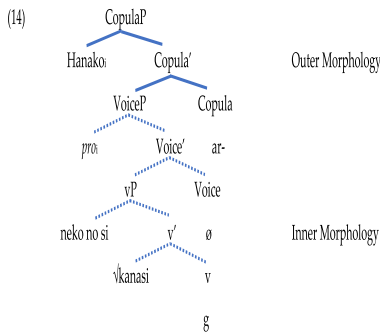 (14) CopulaP
Hanakoi Copula′ Outer Morphology
VoiceP Copula
proi Voice′ ar-
vP Voice
neko no si v′ ø Inner Morphology
√kanasi v
g